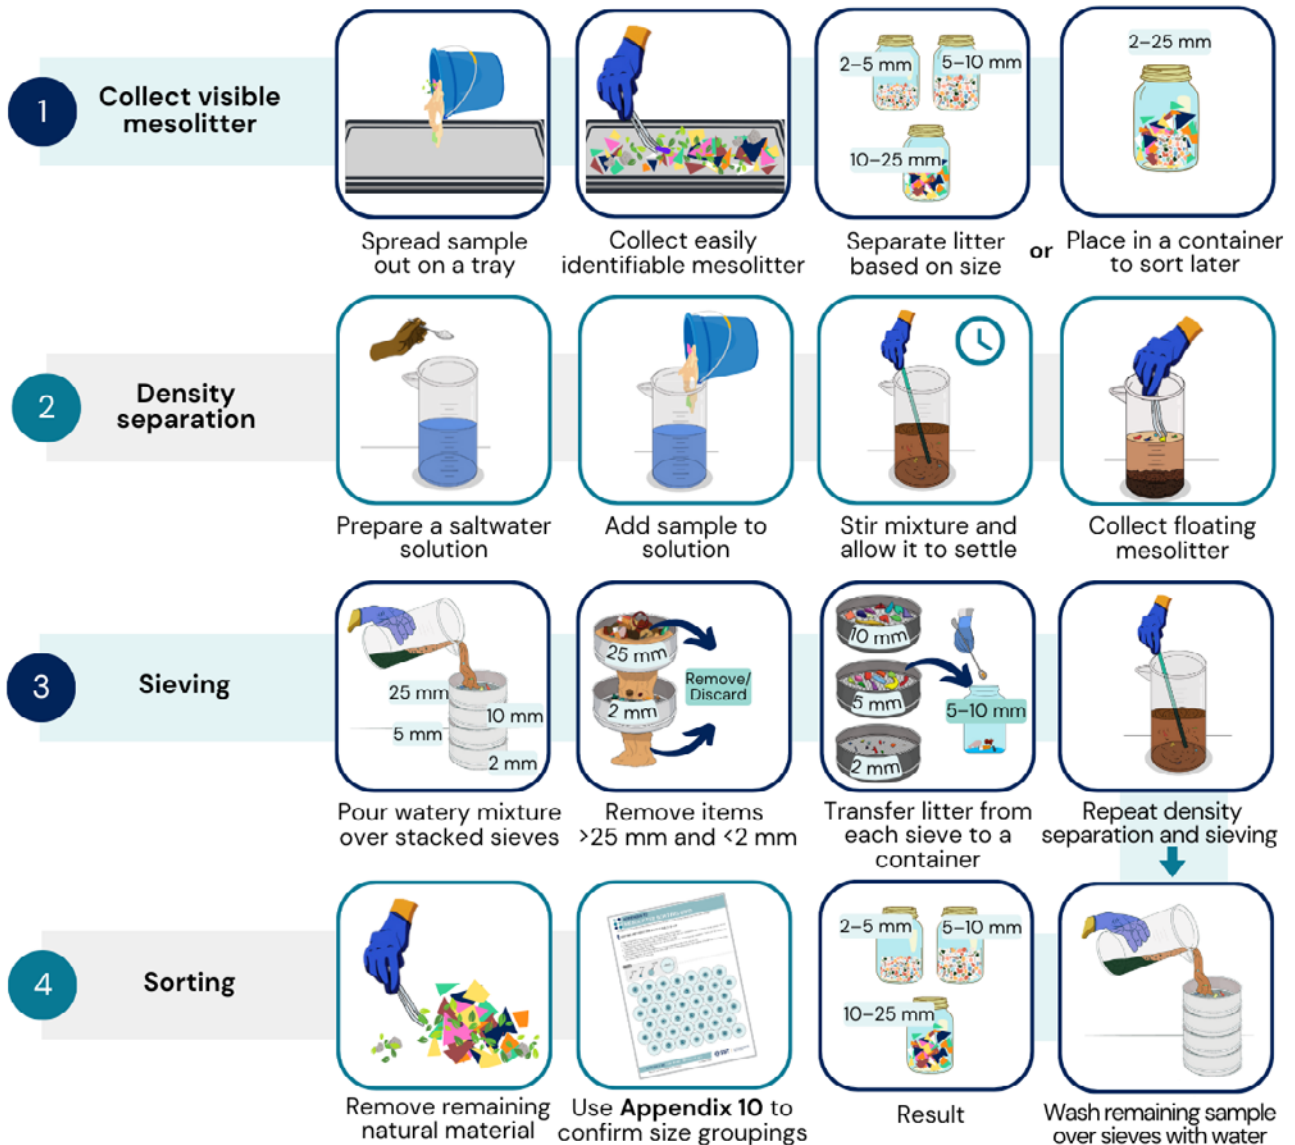 1
Collect visible
mesolitter
Spread sample
out on a tray
Collect easily
identifiable mesolitter
2–5 mm
5–10 mm
10–25 mm
Separate litter
based on size
or
2–25 mm
Place in a container
to sort later
2
Density
separation
Prepare a saltwater
solution
Add sample to
solution
Stir mixture and
allow it to settle
Collect floating
mesolitter
3
Sieving
25 mm
10 mm
5 mm
2 mm
Pour watery mixture
over stacked sieves
25 mm
2 mm
Remove/
Discard
Remove items
>25 mm and <2 mm
10 mm
5 mm
2 mm
5–10 mm
Transfer litter from
each sieve to a
container
Repeat density
separation and sieving
4
Sorting
Remove remaining
natural material
Use Appendix 10 to
confirm size groupings
2–5 mm
5–10 mm
10–25 mm
Result
Wash remaining sample
over sieves with water